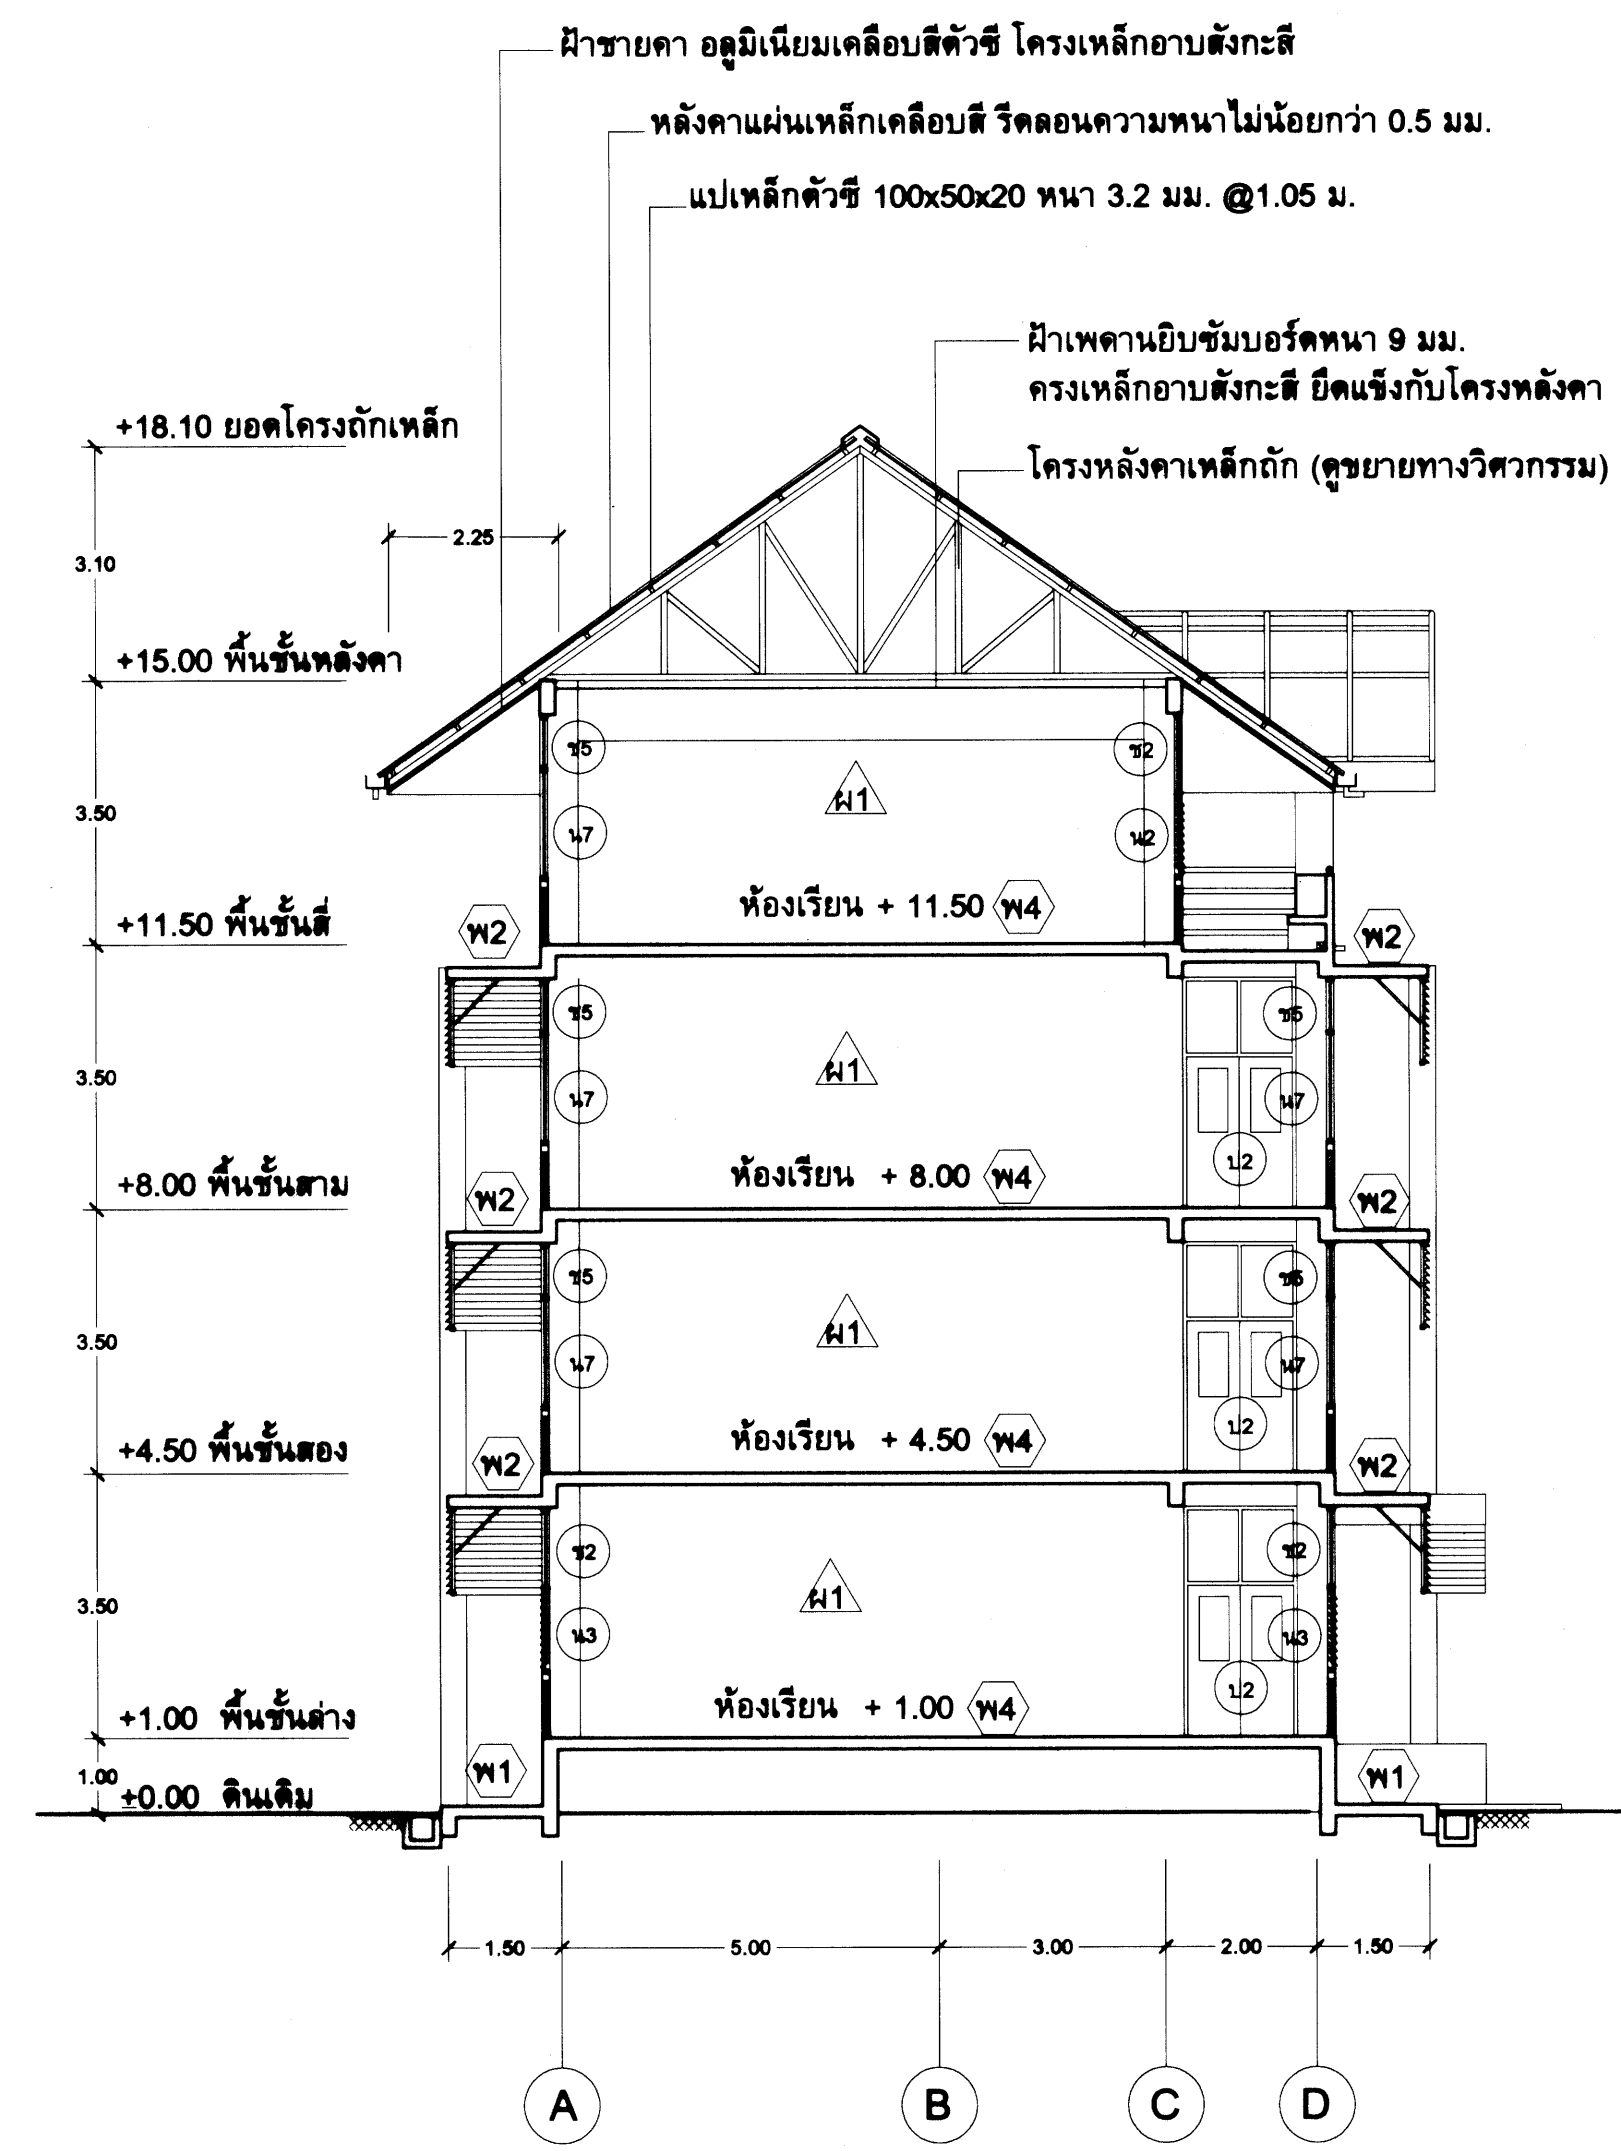 ฝ้าชายคา อลูมิเนียมเคลือบสีตัวซี โครงเหล็กอาบสังกะสี
หลังคาแผ่นเหล็กเคลือบสี รีดลอนความหนาไม่น้อยกว่า 0.5 มม.
แปเหล็กตัวซี 100x50x20 หนา 3.2 มม. @1.05 ม.
ฝ้าเพดานยิบซัมบอร์ดหนา 9 มม.
ครงเหล็กอาบสังกะสี ยึดแข็งกับโครงหลังคา
+18.10 ยอดโครงถักเหล็ก
โครงหลังคาเหล็กถัก (ดูขยายทางวิศวกรรม)
2.25
3.10
+15.00 พื้นชั้นหลังคา
ช5 ช2
ผ1
3.50
น7 น2
ห้องเรียน + 11.50 พ4
+11.50 พื้นชั้นสี่
พ2 พ2
ช5 ช5
ผ1
3.50
น7 น7
บ2
ห้องเรียน + 8.00 พ4
+8.00 พื้นชั้นสาม
พ2 พ2
ช5 ช5
ผ1
3.50
น7 น7
บ2
ห้องเรียน + 4.50 พ4
+4.50 พื้นชั้นสอง
พ2 พ2
ช2 ช2
ผ1
3.50
น3 น3
บ2
ห้องเรียน + 1.00 พ4
+1.00 พื้นชั้นล่าง
พ1 พ1
1.00
±0.00 ดินเดิม
1.50 5.00 3.00 2.00 1.50
A B C D